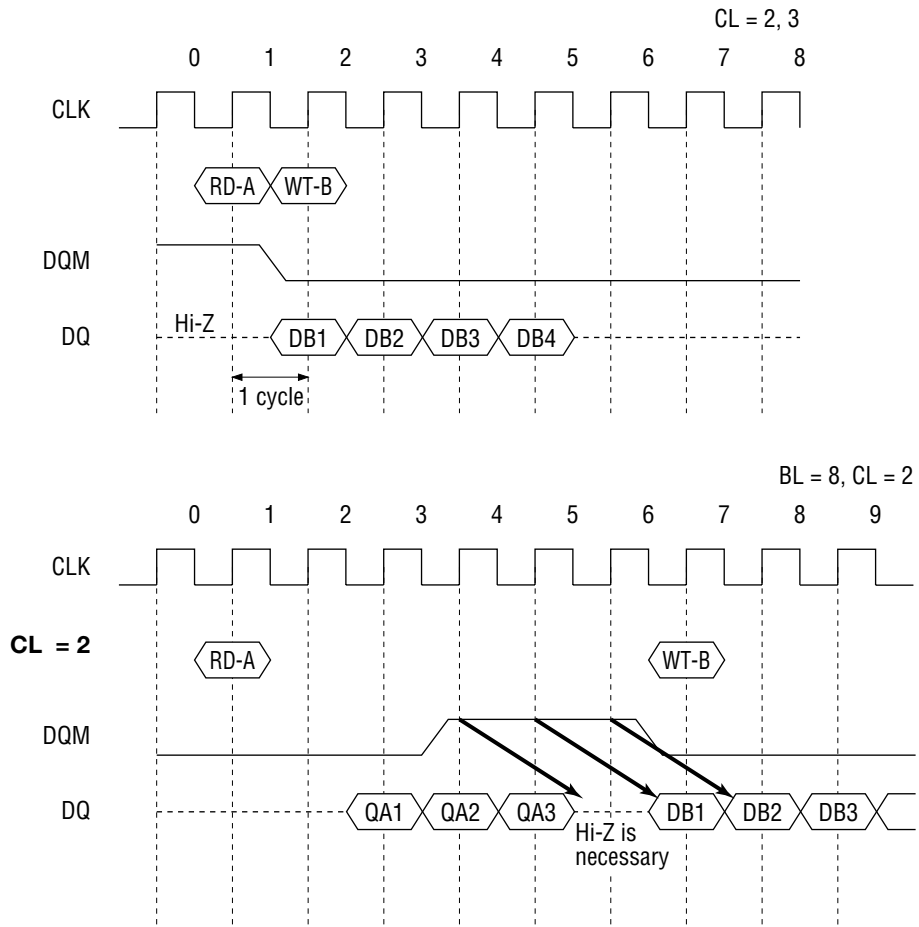 CL = 2, 3
0 1 2 3 4 5 6 7 8
CLK
RD-A WT-B
DQM
Hi-Z
DQ DB1 DB2 DB3 DB4
1 cycle
BL = 8, CL = 2
0 1 2 3 4 5 6 7 8 9
CLK
CL = 2
RD-A WT-B
DQM
DQ QA1 QA2 QA3 DB1 DB2 DB3
Hi-Z is
necessary